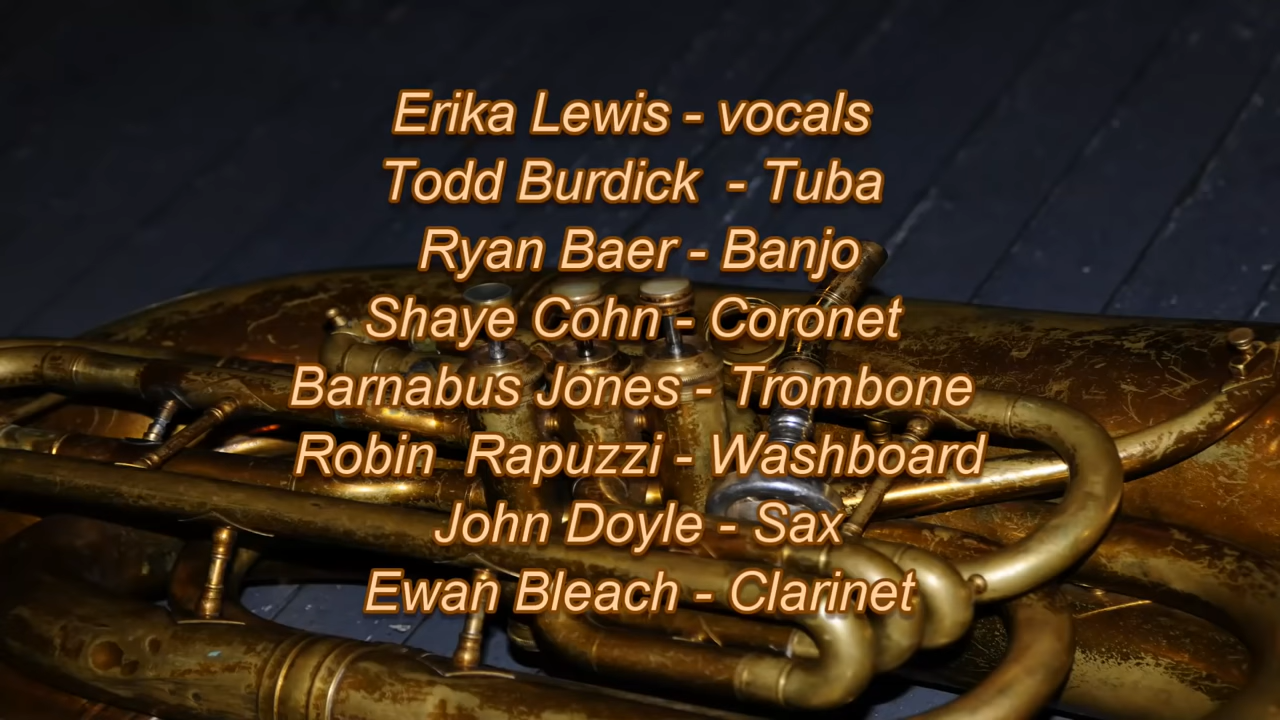 Erika Lewis - vocals
Todd Burdick - Tuba
Ryan Baer - Banjo
Shaye Cohn - Coronet
Barnabus Jones - Trombone
Robin Rapuzzi - Washboard
John Doyle - Sax
Ewan Bleach - Clarinet